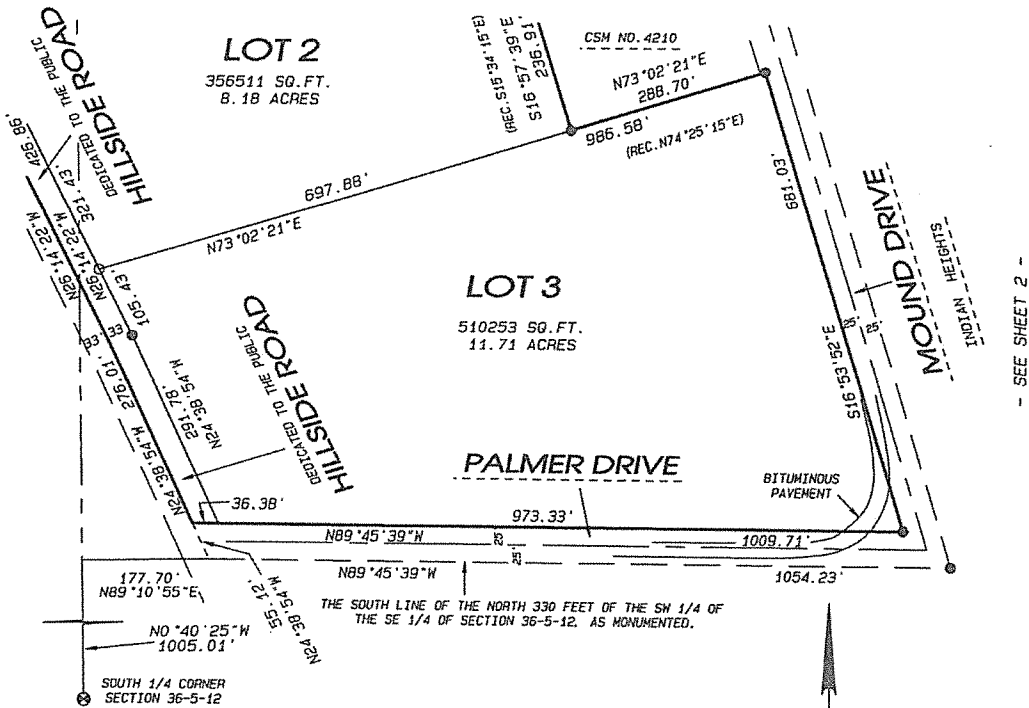 LOT 2
356511 SQ.FT.
8.18 ACRES
HILLSIDE ROAD
DEDICATED TO THE PUBLIC
(REC.S15°34'15"E)
S16°57'39"E
236.91'
CSM NO.4210
N73°02'21"E
288.70'
986.58'
(REC.N74°25'15"E)
426.86'
N26°14'22"W
321.43'
N26°14'22"W
697.88'
N73°02'21"E
105.43'
33'
33'
276.01'
N24°38'54"W
291.78'
N24°38'54"W
HILLSIDE ROAD
DEDICATED TO THE PUBLIC
LOT 3
510253 SQ.FT.
11.71 ACRES
681.03'
S16°53'52"E
25'
25'
MOUND DRIVE
INDIAN HEIGHTS
- SEE SHEET 2 -
PALMER DRIVE
BITUMINOUS
PAVEMENT
36.38'
973.33'
N89°45'39"W
25'
25'
1009.71'
N89°45'39"W
1054.23'
177.70'
N89°10'55"E
55.12'
N24°38'54"W
THE SOUTH LINE OF THE NORTH 330 FEET OF THE SW 1/4 OF
THE SE 1/4 OF SECTION 36-5-12. AS MONUMENTED.
N0°40'25"W
1005.01'
SOUTH 1/4 CORNER
SECTION 36-5-12